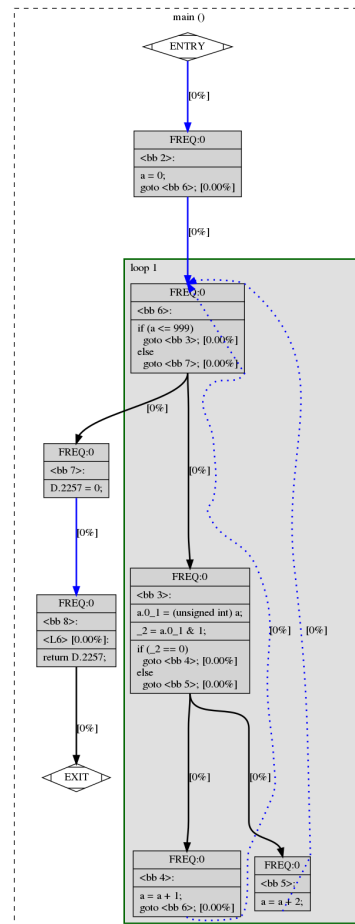 main ()
ENTRY
[0%]
FREQ:0
<bb 2>:
a = 0;
goto <bb 6>; [0.00%]
[0%]
loop 1
FREQ:0
<bb 6>:
if (a <= 999)
goto <bb 3>; [0.00%]
else
goto <bb 7>; [0.00%]
[0%]
[0%]
FREQ:0
<bb 7>:
D.2257 = 0;
[0%]
FREQ:0
<bb 8>:
<L6> [0.00%]:
return D.2257;
[0%]
EXIT
FREQ:0
<bb 3>:
a.0_1 = (unsigned int) a;
_2 = a.0_1 & 1;
if (_2 == 0)
goto <bb 4>; [0.00%]
else
goto <bb 5>; [0.00%]
[0%]
[0%]
[0%]
[0%]
FREQ:0
<bb 4>:
a = a + 1;
goto <bb 6>; [0.00%]
FREQ:0
<bb 5>:
a = a + 2;